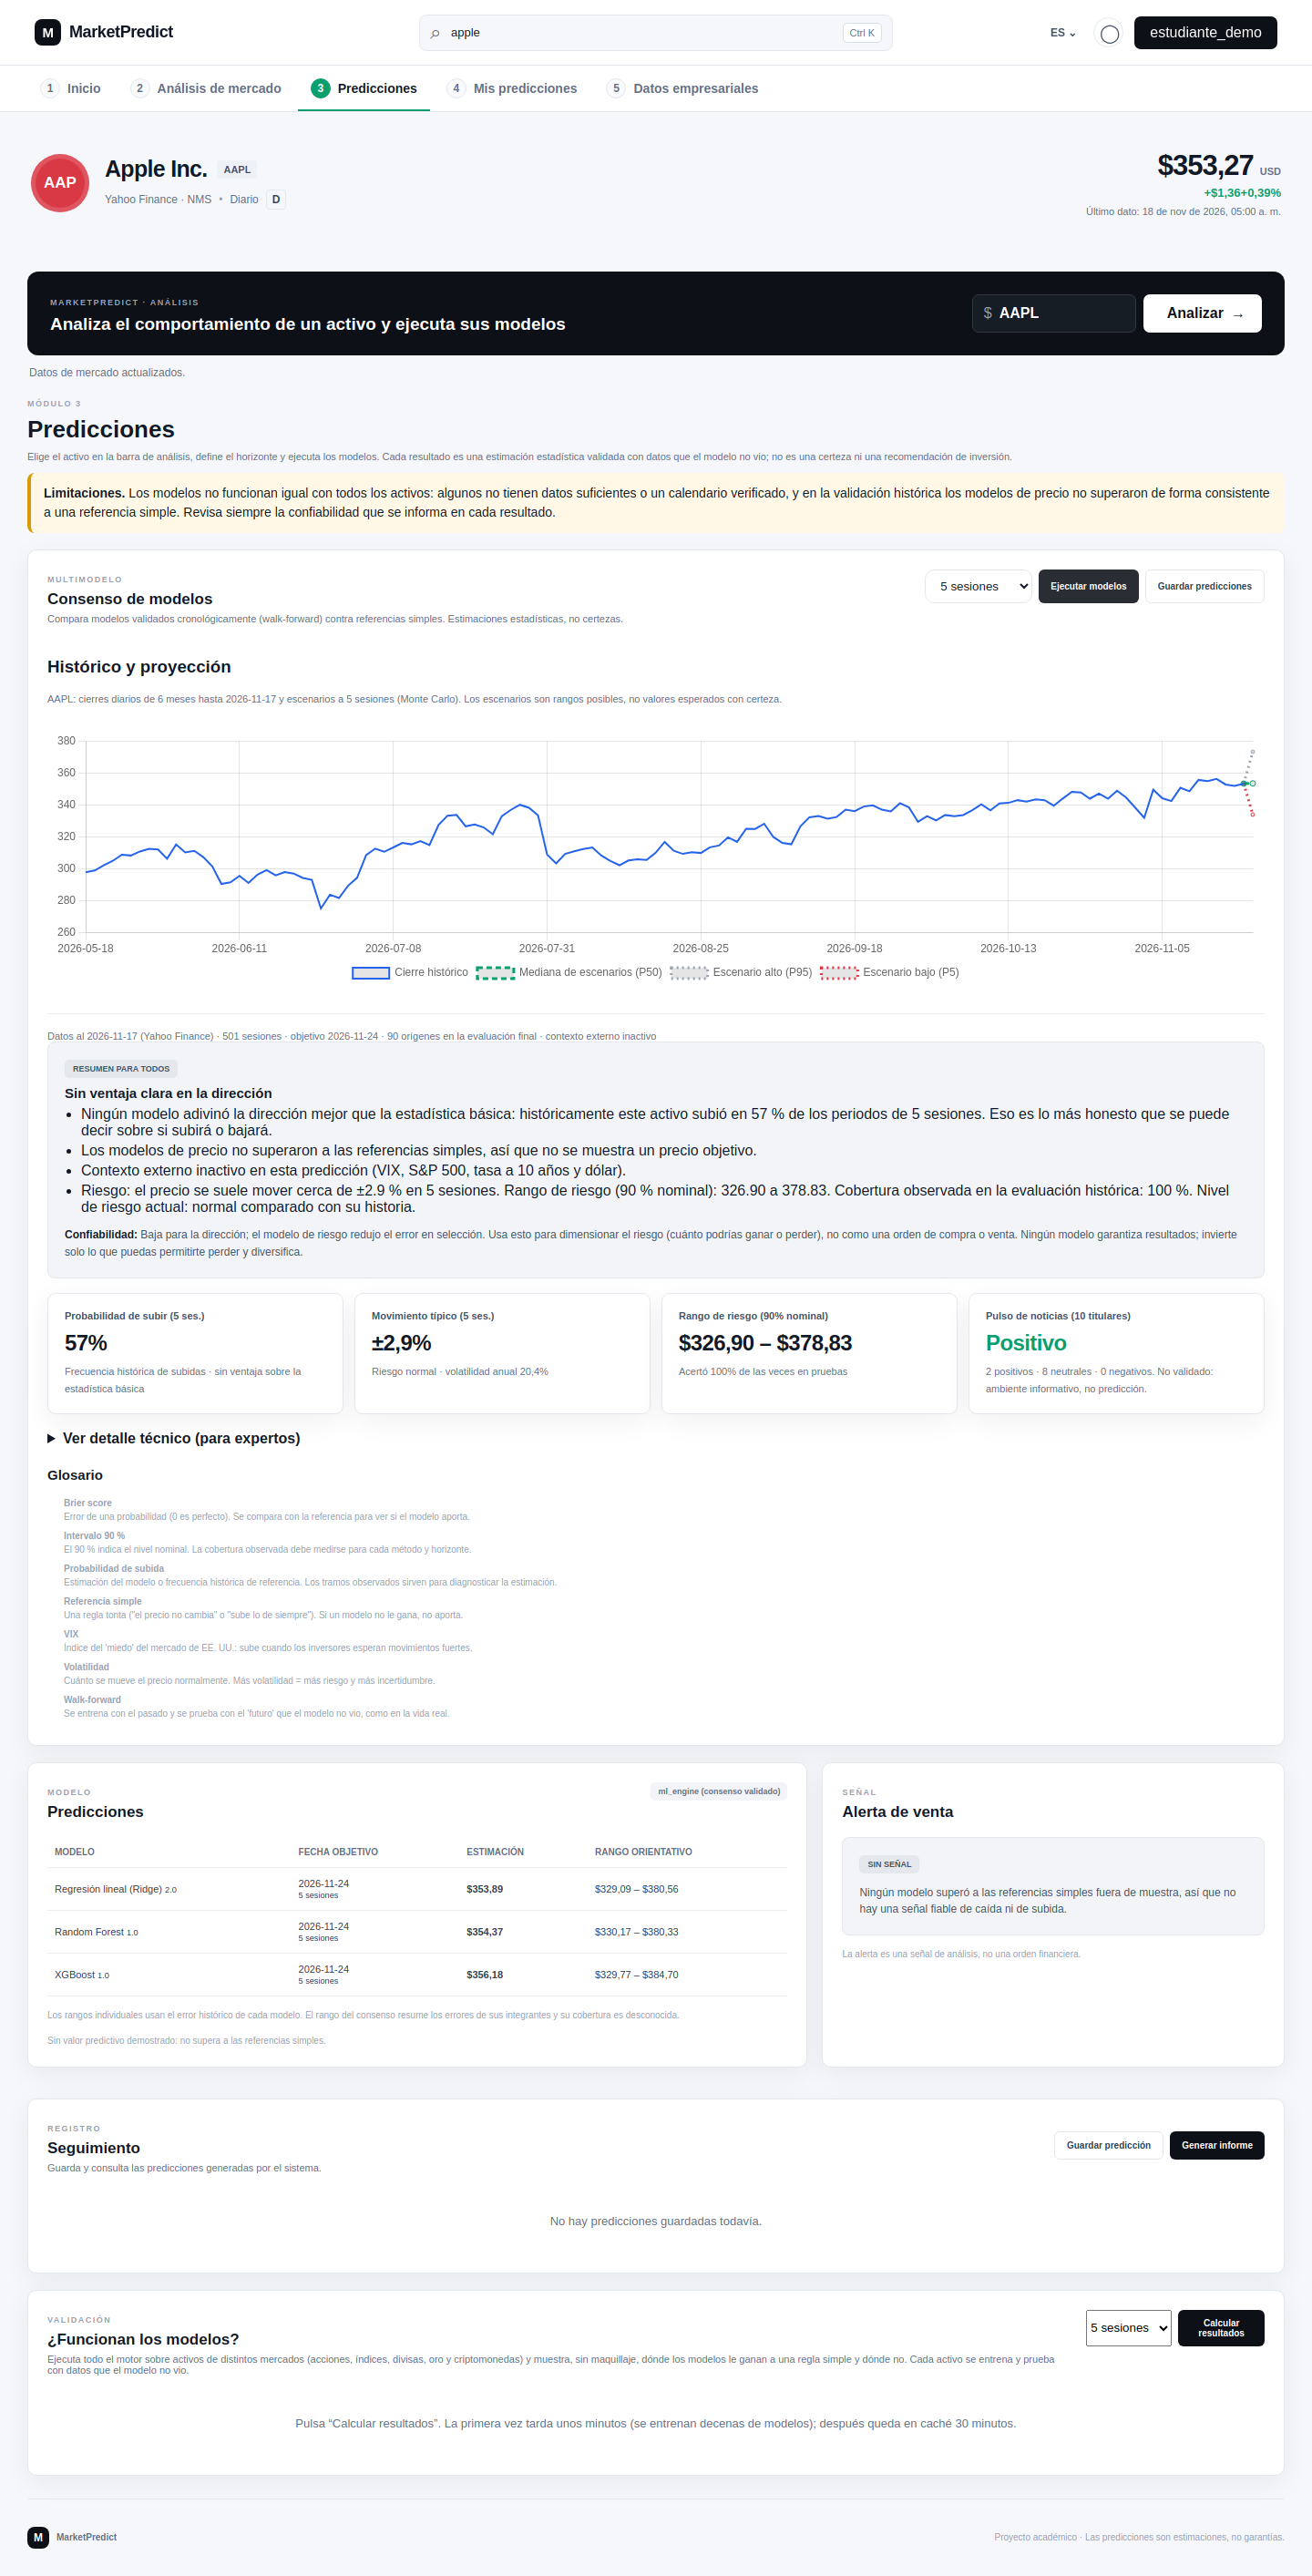 M MarketPredict
apple
Ctrl K
ES
estudiante_demo
1 Inicio
2 Análisis de mercado
3 Predicciones
4 Mis predicciones
5 Datos empresariales
AAP
Apple Inc. AAPL
Yahoo Finance · NMS • Diario D
$353,27 USD
+$1,36+0,39%
Último dato: 18 de nov de 2026, 05:00 a. m.
MARKETPREDICT · ANÁLISIS
Analiza el comportamiento de un activo y ejecuta sus modelos
$ AAPL
Analizar →
Datos de mercado actualizados.
MÓDULO 3
Predicciones
Elige el activo en la barra de análisis, define el horizonte y ejecuta los modelos. Cada resultado es una estimación estadística validada con datos que el modelo no vio; no es una certeza ni una recomendación de inversión.
Limitaciones. Los modelos no funcionan igual con todos los activos: algunos no tienen datos suficientes o un calendario verificado, y en la validación histórica los modelos de precio no superaron de forma consistente
a una referencia simple. Revisa siempre la confiabilidad que se informa en cada resultado.
MULTIMODELO
Consenso de modelos
Compara modelos validados cronológicamente (walk-forward) contra referencias simples. Estimaciones estadísticas, no certezas.
5 sesiones
Ejecutar modelos
Guardar predicciones
Histórico y proyección
AAPL: cierres diarios de 6 meses hasta 2026-11-17 y escenarios a 5 sesiones (Monte Carlo). Los escenarios son rangos posibles, no valores esperados con certeza.
380
360
340
320
300
280
260
2026-05-18 2026-06-11 2026-07-08 2026-07-31 2026-08-25 2026-09-18 2026-10-13 2026-11-05
Cierre histórico Mediana de escenarios (P50) Escenario alto (P95) Escenario bajo (P5)
Datos al 2026-11-17 (Yahoo Finance) · 501 sesiones · objetivo 2026-11-24 · 90 orígenes en la evaluación final · contexto externo inactivo
RESUMEN PARA TODOS
Sin ventaja clara en la dirección
• Ningún modelo adivinó la dirección mejor que la estadística básica: históricamente este activo subió en 57 % de los periodos de 5 sesiones. Eso es lo más honesto que se puede
decir sobre si subirá o bajará.
• Los modelos de precio no superaron a las referencias simples, así que no se muestra un precio objetivo.
• Contexto externo inactivo en esta predicción (VIX, S&P 500, tasa a 10 años y dólar).
• Riesgo: el precio se suele mover cerca de ±2.9 % en 5 sesiones. Rango de riesgo (90 % nominal): 326.90 a 378.83. Cobertura observada en la evaluación histórica: 100 %. Nivel
de riesgo actual: normal comparado con su historia.
Confiabilidad: Baja para la dirección; el modelo de riesgo redujo el error en selección. Usa esto para dimensionar el riesgo (cuánto podrías ganar o perder), no como una orden de compra o venta. Ningún modelo garantiza resultados; invierte
solo lo que puedas permitirte perder y diversifica.
Probabilidad de subir (5 ses.)
57%
Frecuencia histórica de subidas · sin ventaja sobre la
estadística básica
Movimiento típico (5 ses.)
±2,9%
Riesgo normal · volatilidad anual 20,4%
Rango de riesgo (90% nominal)
$326,90 – $378,83
Acertó 100% de las veces en pruebas
Pulso de noticias (10 titulares)
Positivo
2 positivos · 8 neutrales · 0 negativos. No validado:
ambiente informativo, no predicción.
Ver detalle técnico (para expertos)
Glosario
Brier score
Error de una probabilidad (0 es perfecto). Se compara con la referencia para ver si el modelo aporta.
Intervalo 90 %
El 90 % indica el nivel nominal. La cobertura observada debe medirse para cada método y horizonte.
Probabilidad de subida
Estimación del modelo o frecuencia histórica de referencia. Los tramos observados sirven para diagnosticar la estimación.
Referencia simple
Una regla tonta ("el precio no cambia" o "sube lo de siempre"). Si un modelo no le gana, no aporta.
VIX
Índice del 'miedo' del mercado de EE. UU.: sube cuando los inversores esperan movimientos fuertes.
Volatilidad
Cuánto se mueve el precio normalmente. Más volatilidad = más riesgo y más incertidumbre.
Walk-forward
Se entrena con el pasado y se prueba con el 'futuro' que el modelo no vio, como en la vida real.
MODELO
Predicciones
ml_engine (consenso validado)
MODELO FECHA OBJETIVO ESTIMACIÓN RANGO ORIENTATIVO
Regresión lineal (Ridge) 2.0 2026-11-24 $353,89 $329,09 – $380,56
5 sesiones
Random Forest 1.0 2026-11-24 $354,37 $330,17 – $380,33
5 sesiones
XGBoost 1.0 2026-11-24 $356,18 $329,77 – $384,70
5 sesiones
Los rangos individuales usan el error histórico de cada modelo. El rango del consenso resume los errores de sus integrantes y su cobertura es desconocida.
Sin valor predictivo demostrado: no supera a las referencias simples.
SEÑAL
Alerta de venta
SIN SEÑAL
Ningún modelo superó a las referencias simples fuera de muestra, así que no
hay una señal fiable de caída ni de subida.
La alerta es una señal de análisis, no una orden financiera.
REGISTRO
Seguimiento
Guarda y consulta las predicciones generadas por el sistema.
Guardar predicción
Generar informe
No hay predicciones guardadas todavía.
VALIDACIÓN
¿Funcionan los modelos?
Ejecuta todo el motor sobre activos de distintos mercados (acciones, índices, divisas, oro y criptomonedas) y muestra, sin maquillaje, dónde los modelos le ganan a una regla simple y dónde no. Cada activo se entrena y prueba
con datos que el modelo no vio.
5 sesiones
Calcular
resultados
Pulsa “Calcular resultados”. La primera vez tarda unos minutos (se entrenan decenas de modelos); después queda en caché 30 minutos.
M MarketPredict
Proyecto académico · Las predicciones son estimaciones, no garantías.